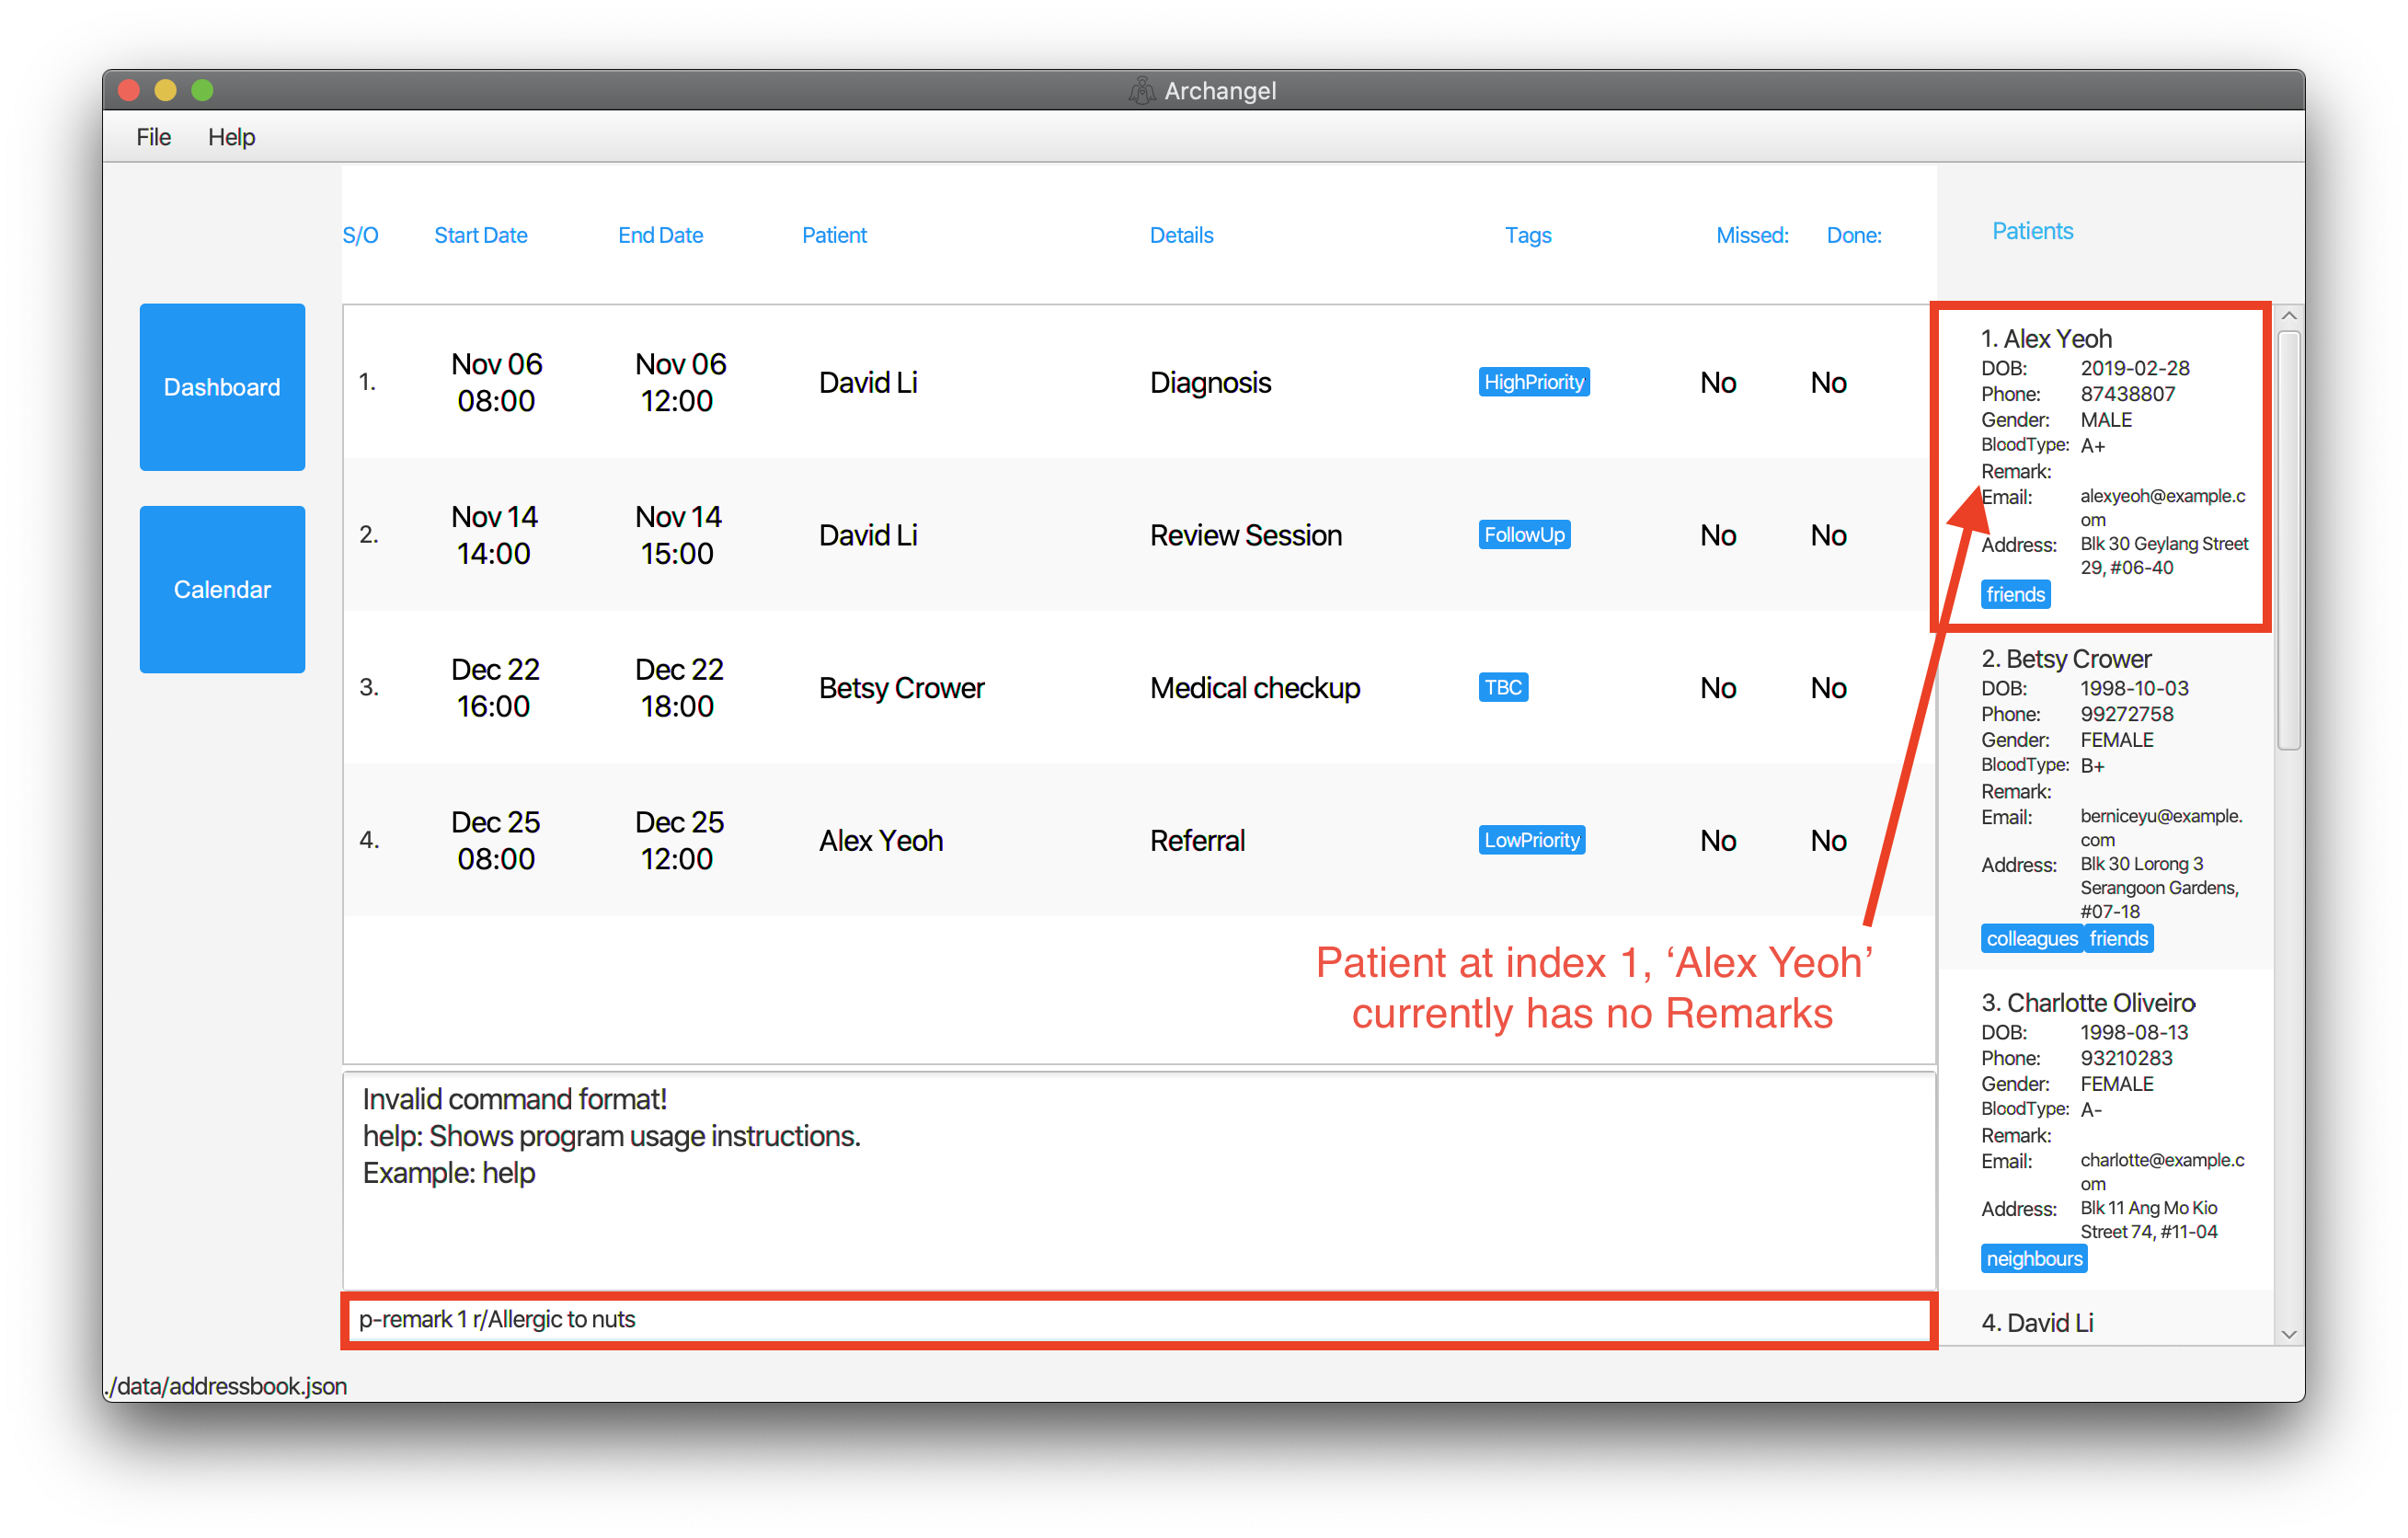 Archangel
File Help
S/O Start Date End Date Patient Details Tags Missed: Done:
Patients
Dashboard
Calendar
1. Nov 06 08:00 Nov 06 12:00 David Li Diagnosis HighPriority No No
2. Nov 14 14:00 Nov 14 15:00 David Li Review Session FollowUp No No
3. Dec 22 16:00 Dec 22 18:00 Betsy Crower Medical checkup TBC No No
4. Dec 25 08:00 Dec 25 12:00 Alex Yeoh Referral LowPriority No No
Patient at index 1, ‘Alex Yeoh’
currently has no Remarks
Invalid command format!
help: Shows program usage instructions.
Example: help
p-remark 1 r/Allergic to nuts
1. Alex Yeoh
DOB: 2019-02-28
Phone: 87438807
Gender: MALE
BloodType: A+
Remark:
Email: alexyeoh@example.c
om
Address: Blk 30 Geylang Street
29, #06-40
friends
2. Betsy Crower
DOB: 1998-10-03
Phone: 99272758
Gender: FEMALE
BloodType: B+
Remark:
Email: berniceyu@example.
com
Address: Blk 30 Lorong 3
Serangoon Gardens,
#07-18
colleagues friends
3. Charlotte Oliveiro
DOB: 1998-08-13
Phone: 93210283
Gender: FEMALE
BloodType: A-
Remark:
Email: charlotte@example.c
om
Address: Blk 11 Ang Mo Kio
Street 74, #11-04
neighbours
4. David Li
./data/addressbook.json